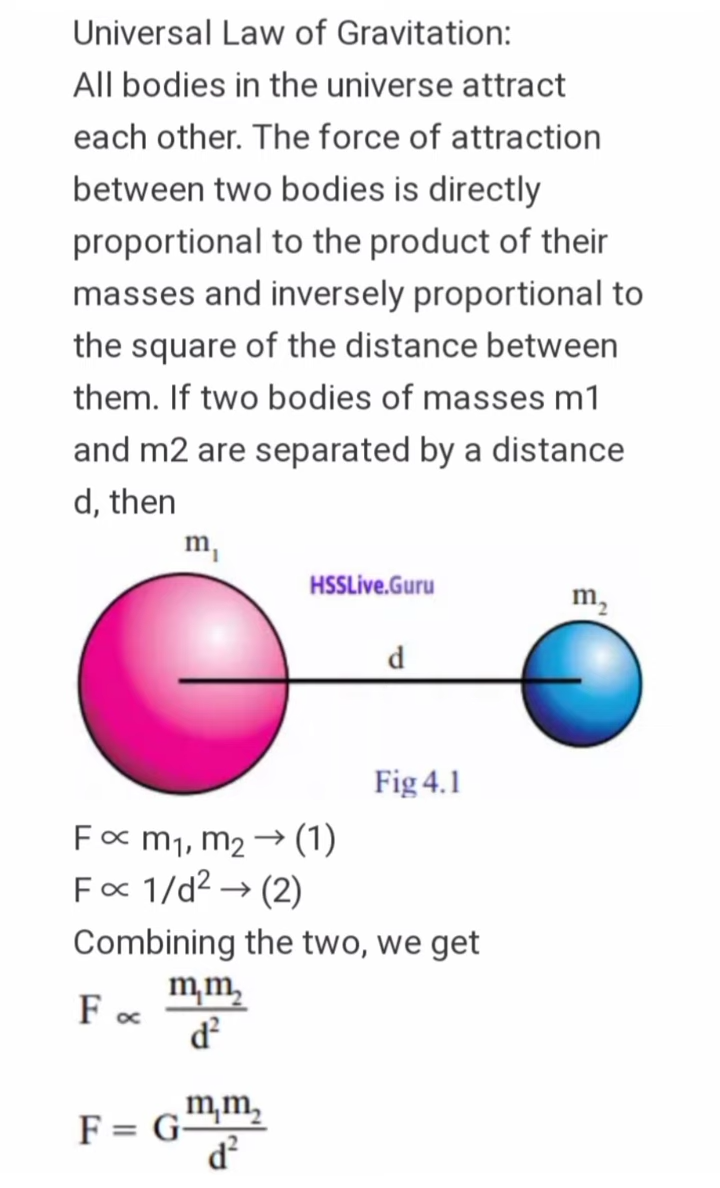 Universal Law of Gravitation:
All bodies in the universe attract
each other. The force of attraction
between two bodies is directly
proportional to the product of their
masses and inversely proportional to
the square of the distance between
them. If two bodies of masses m1
and m2 are separated by a distance
d, then
m₁
HSSLive.Guru
m₂
d
Fig 4.1
F ∝ m₁, m₂ → (1)
F ∝ 1/d² → (2)
Combining the two, we get
F ∝ m₁m₂/d²
F = G m₁m₂/d²